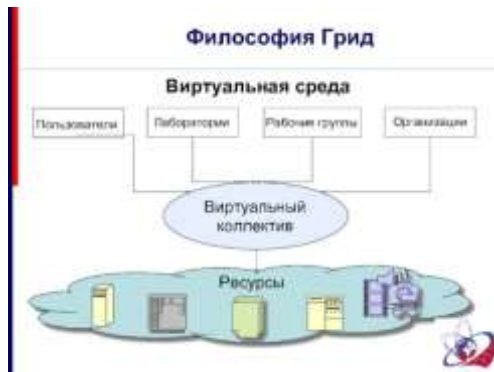 Философия Грид
Виртуальная среда
Пользователи
Лаборатории
Рабочие группы
Организации
Виртуальный
коллектив
Ресурсы